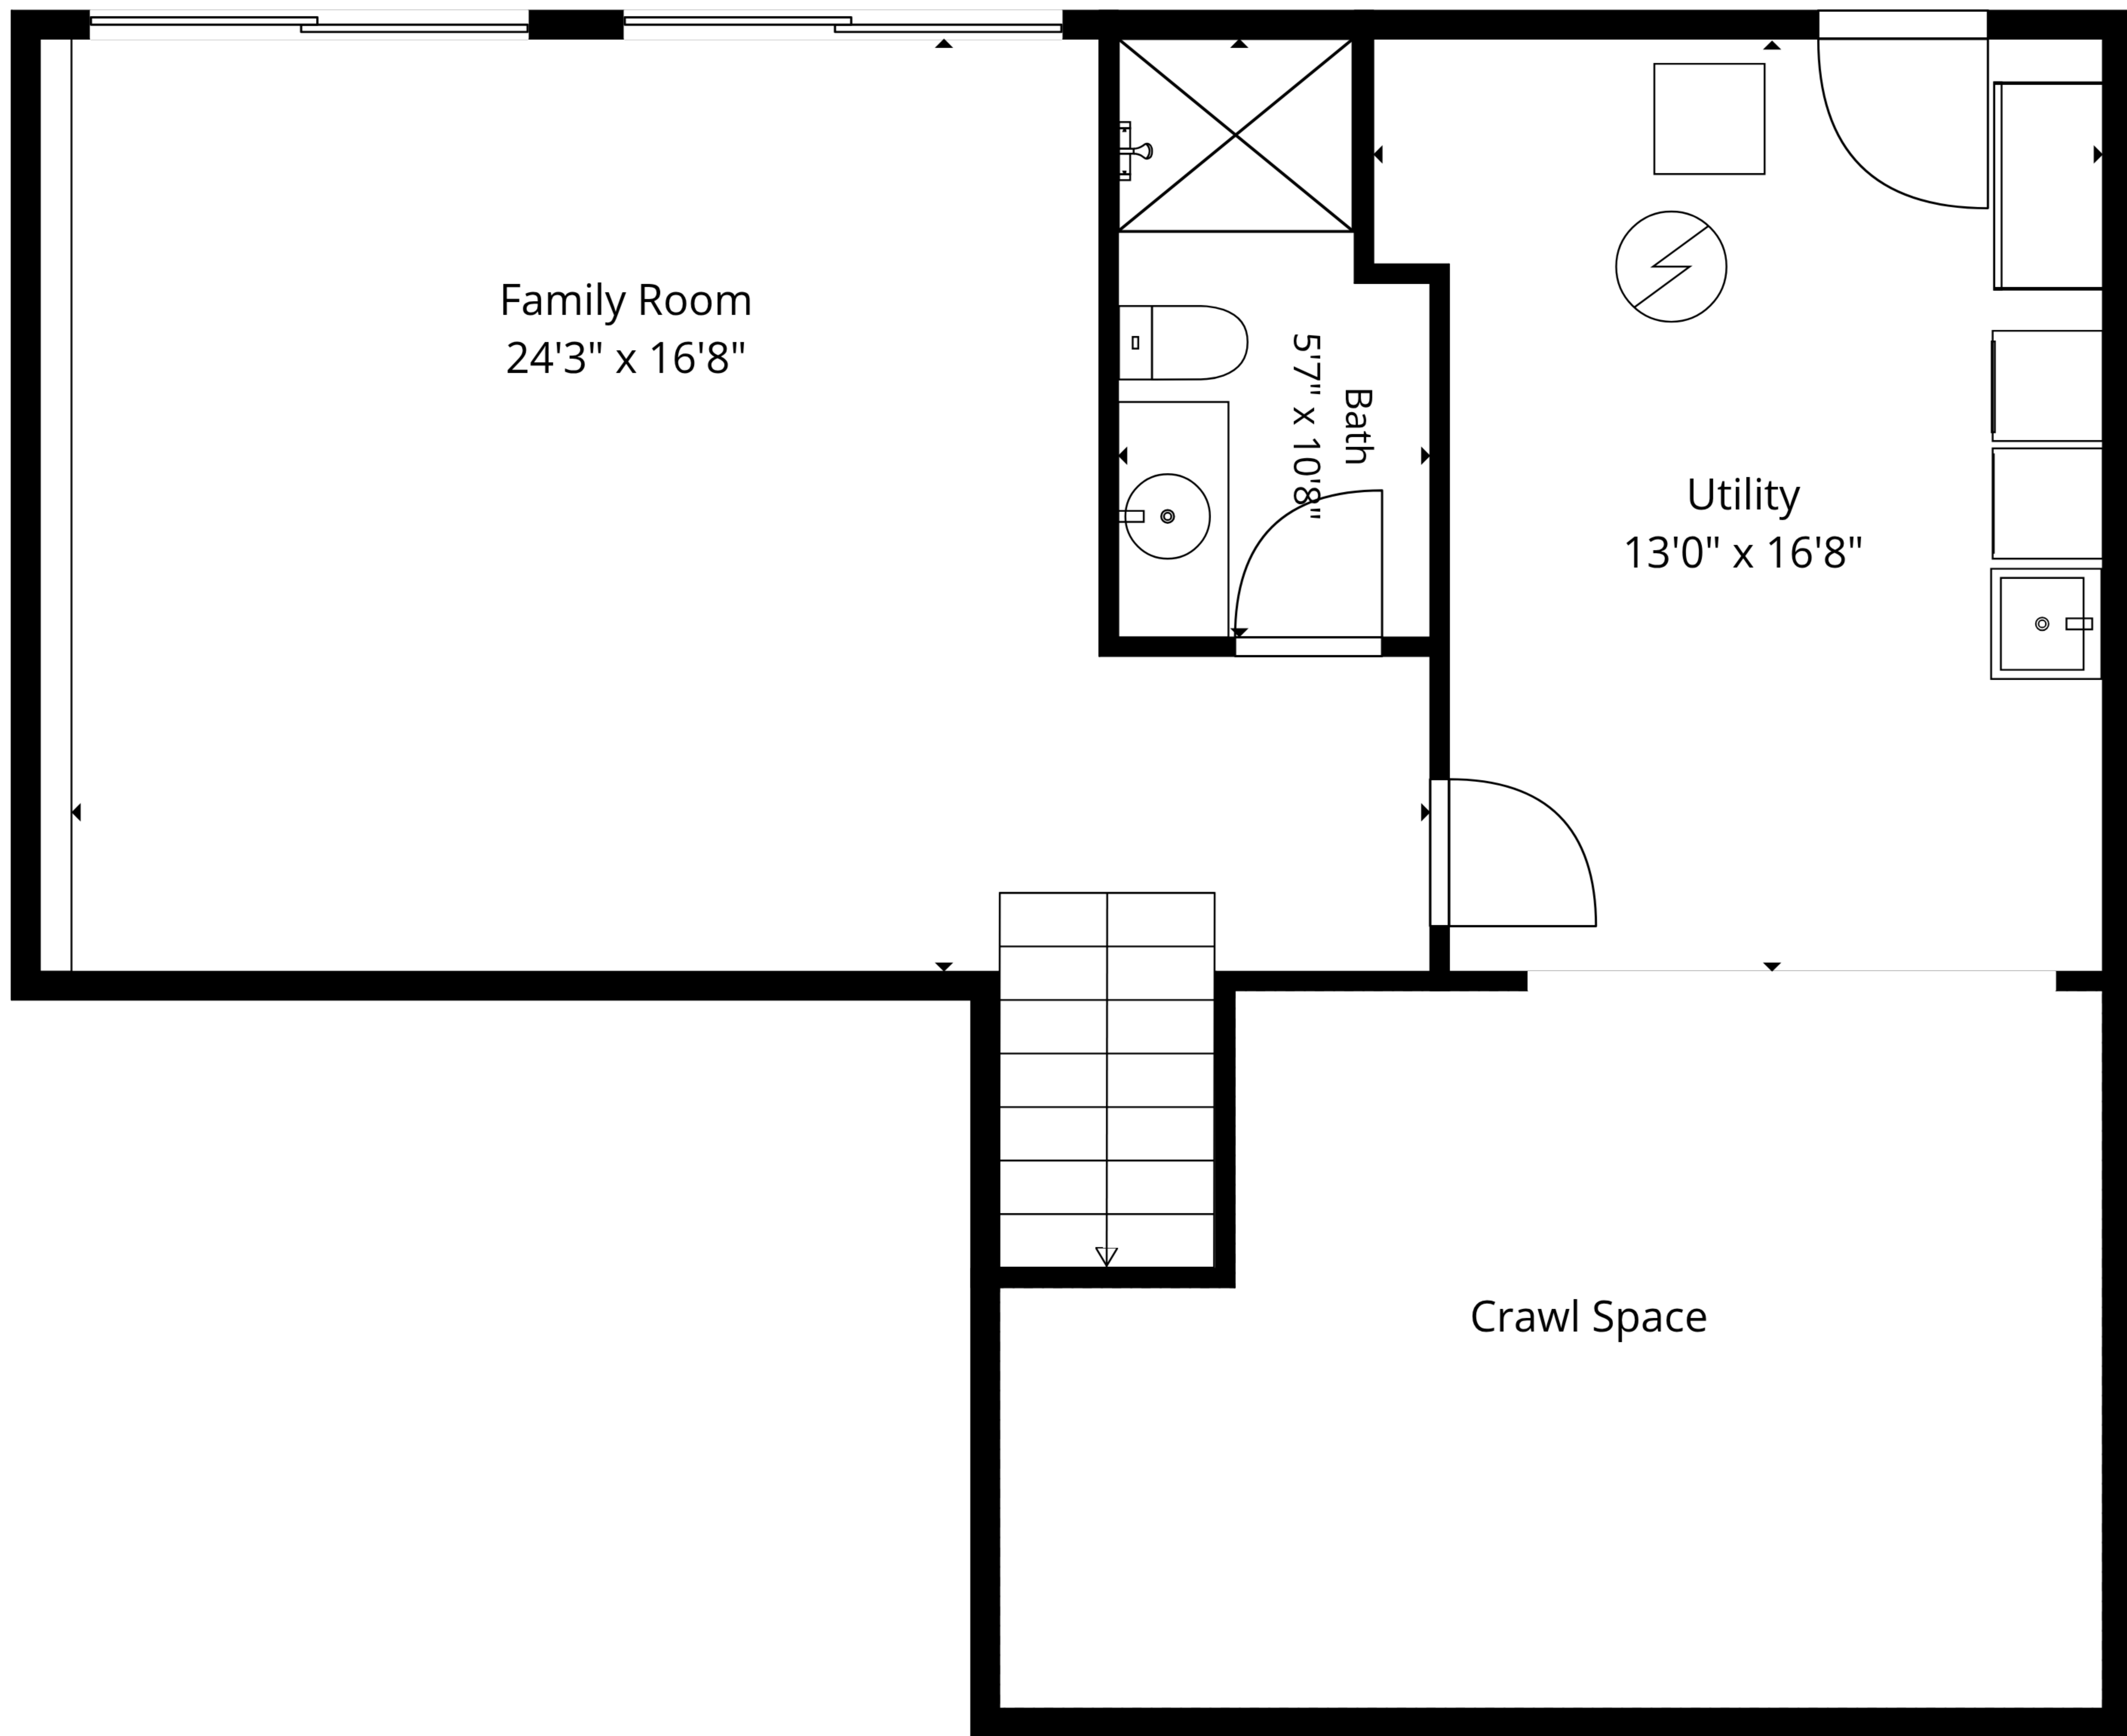 Family Room
24'3" x 16'8"
Bath
5'7" x 10'8"
Utility
13'0" x 16'8"
Crawl Space